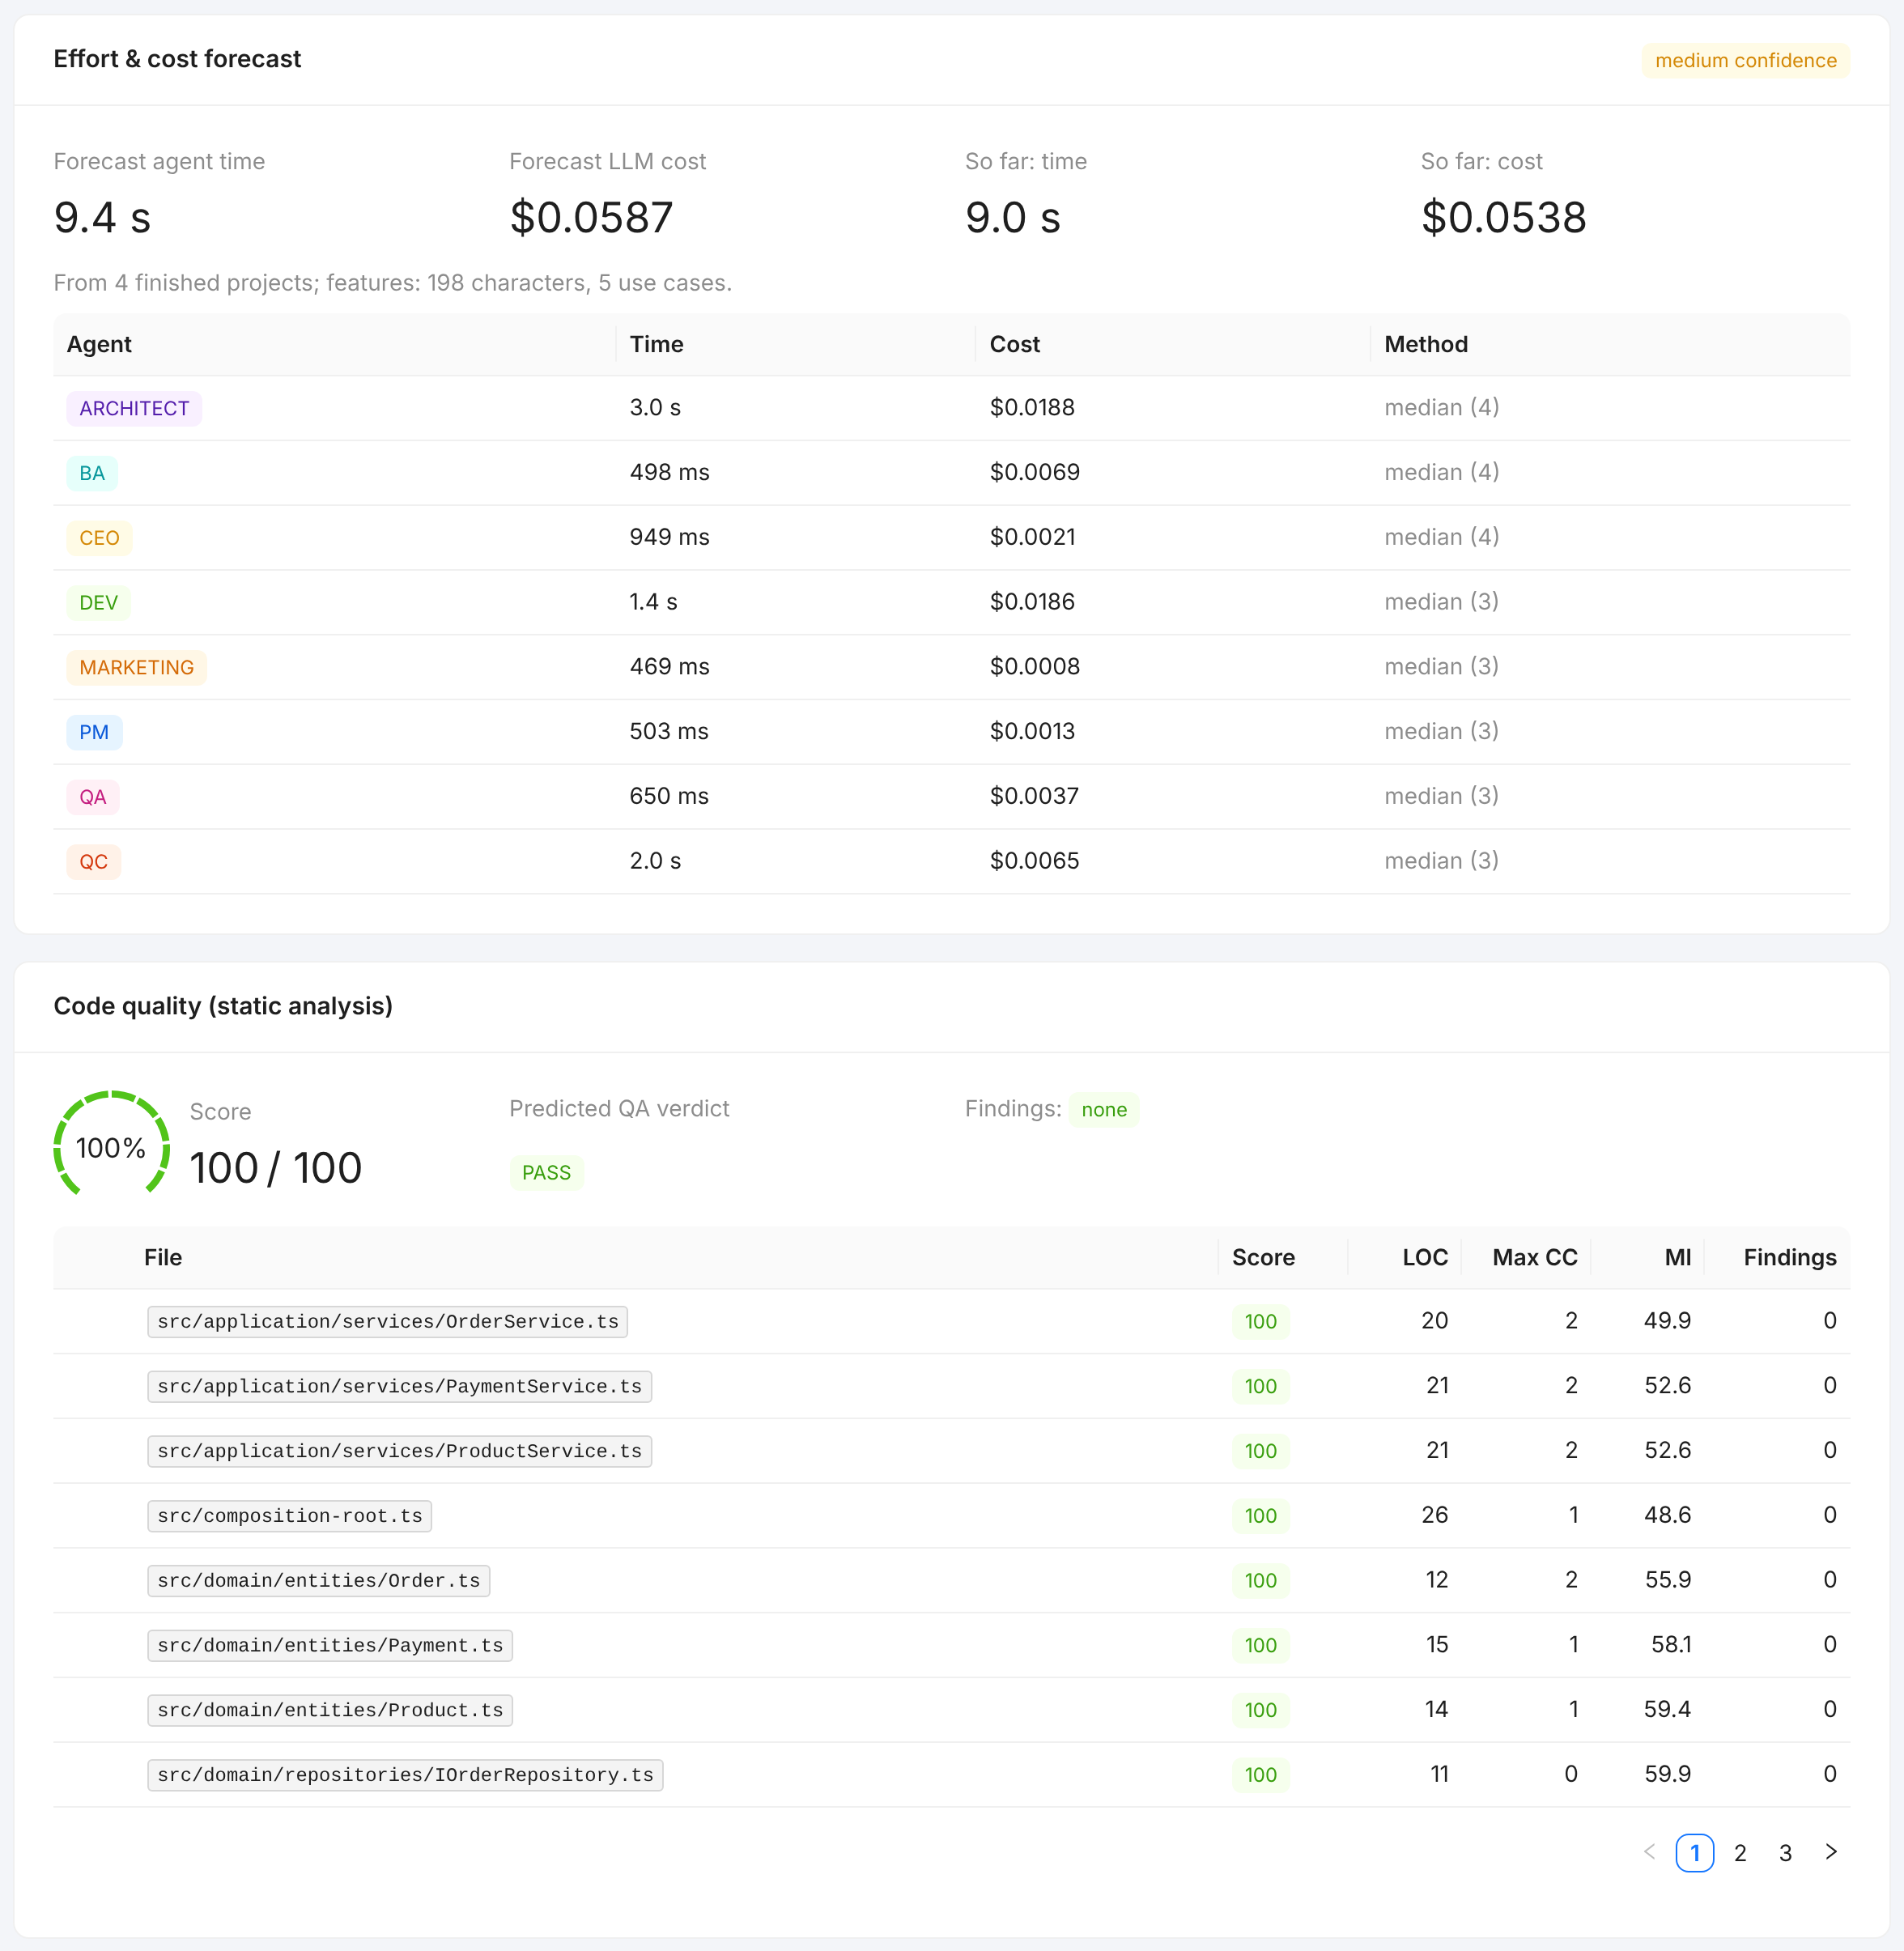 Effort & cost forecast medium confidence
Forecast agent time Forecast LLM cost So far: time So far: cost
9.4 s $0.0587 9.0 s $0.0538
From 4 finished projects; features: 198 characters, 5 use cases.
Agent Time Cost Method
ARCHITECT 3.0 s $0.0188 median (4)
BA 498 ms $0.0069 median (4)
CEO 949 ms $0.0021 median (4)
DEV 1.4 s $0.0186 median (3)
MARKETING 469 ms $0.0008 median (3)
PM 503 ms $0.0013 median (3)
QA 650 ms $0.0037 median (3)
QC 2.0 s $0.0065 median (3)
Code quality (static analysis)
100% Score Predicted QA verdict Findings: none
100 / 100 PASS
File Score LOC Max CC MI Findings
src/application/services/OrderService.ts 100 20 2 49.9 0
src/application/services/PaymentService.ts 100 21 2 52.6 0
src/application/services/ProductService.ts 100 21 2 52.6 0
src/composition-root.ts 100 26 1 48.6 0
src/domain/entities/Order.ts 100 12 2 55.9 0
src/domain/entities/Payment.ts 100 15 1 58.1 0
src/domain/entities/Product.ts 100 14 1 59.4 0
src/domain/repositories/IOrderRepository.ts 100 11 0 59.9 0
1 2 3